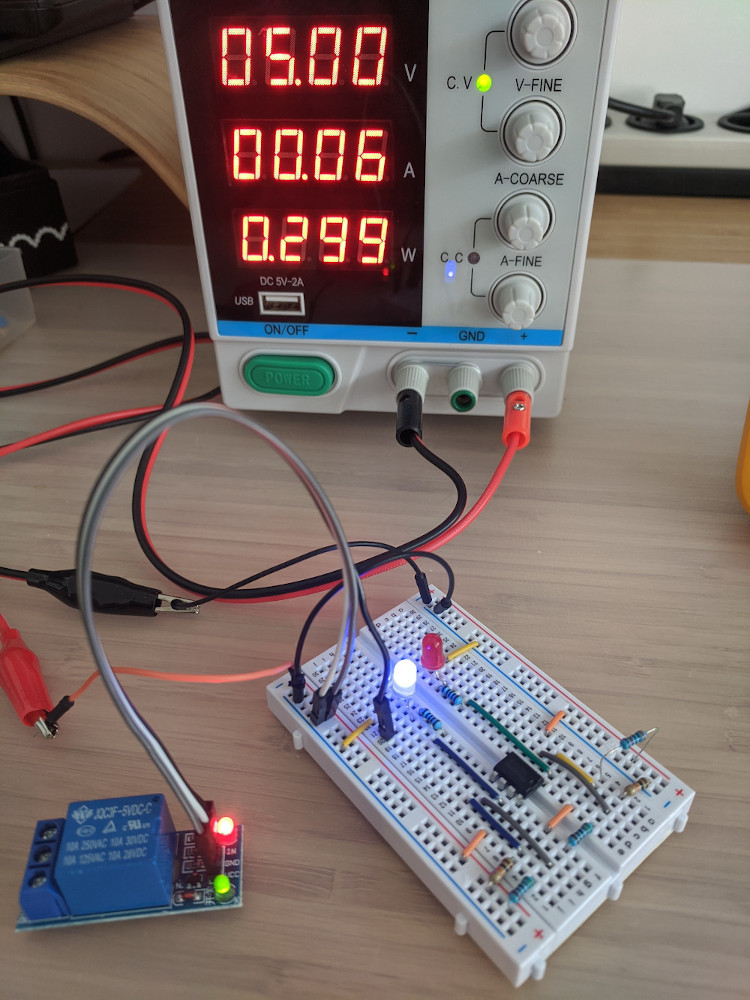 05.00 V
C.V
V-FINE
00.06 A
A-COARSE
0.299 W
C.C
A-FINE
DC 5V-2A
USB
ON/OFF
— GND +
POWER
JQC3F-5VDC-C
10A 250VAC 10A 30VDC
10A 125VAC 10A 28VDC
IN
GND
VCC